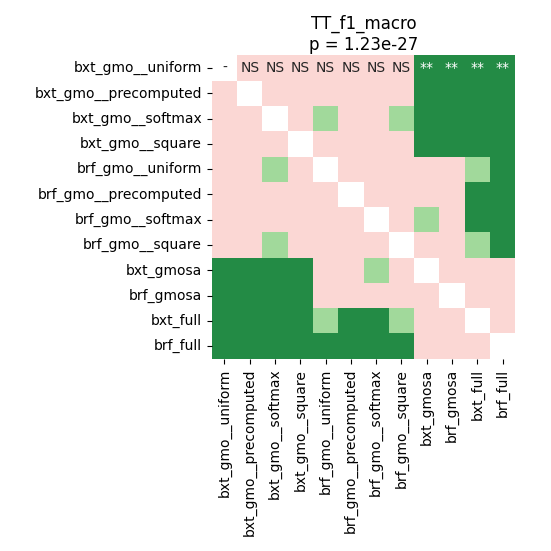 TT_f1_macro
p = 1.23e-27
bxt_gmo__uniform - NS NS NS NS NS NS NS ** ** ** **
bxt_gmo__precomputed
bxt_gmo__softmax
bxt_gmo__square
brf_gmo__uniform
brf_gmo__precomputed
brf_gmo__softmax
brf_gmo__square
bxt_gmosa
brf_gmosa
bxt_full
brf_full
bxt_gmo__uniform
bxt_gmo__precomputed
bxt_gmo__softmax
bxt_gmo__square
brf_gmo__uniform
brf_gmo__precomputed
brf_gmo__softmax
brf_gmo__square
bxt_gmosa
brf_gmosa
bxt_full
brf_full